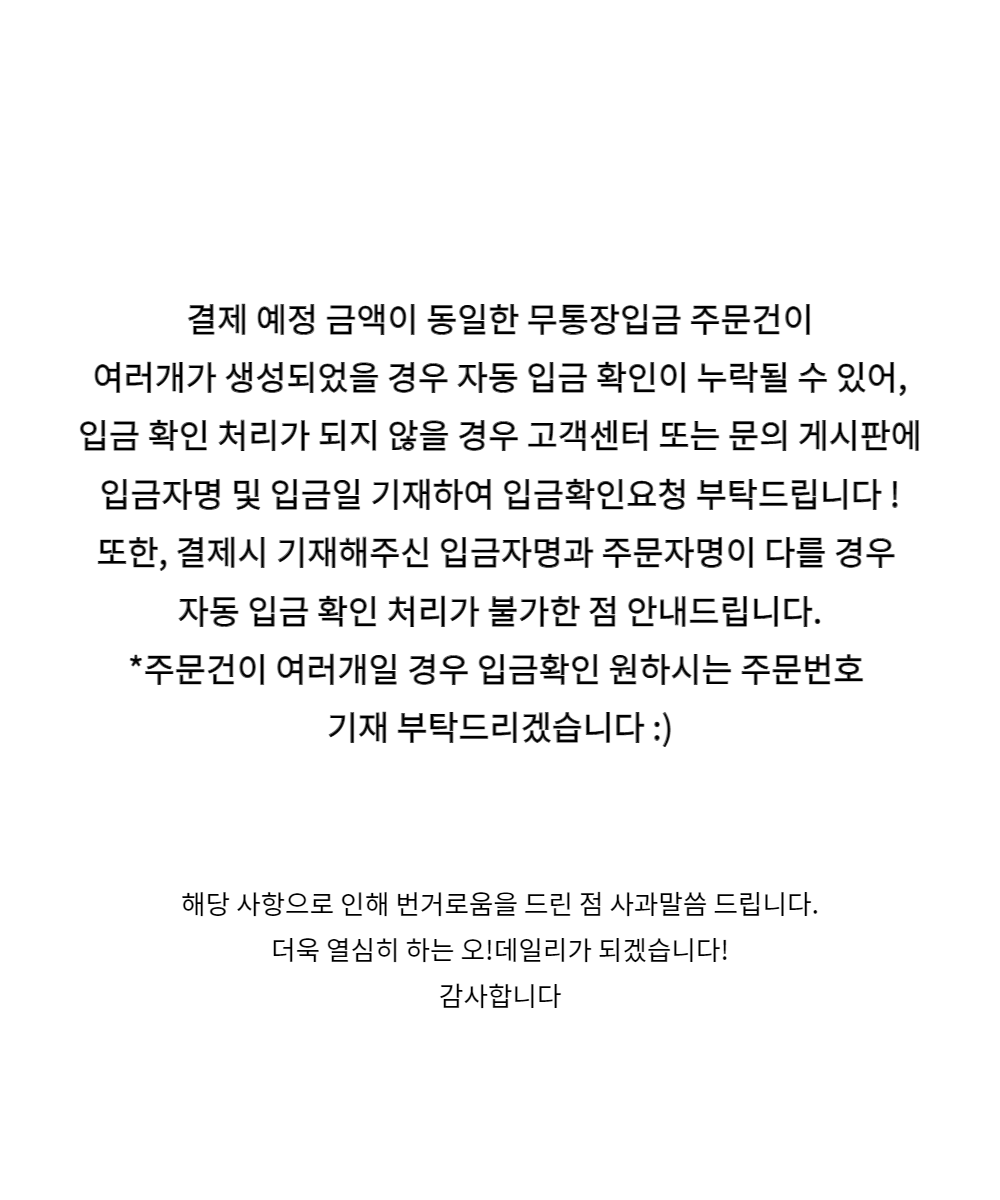 결제 예정 금액이 동일한 무통장입금 주문건이
여러개가 생성되었을 경우 자동 입금 확인이 누락될 수 있어,
입금 확인 처리가 되지 않을 경우 고객센터 또는 문의 게시판에
입금자명 및 입금일 기재하여 입금확인요청 부탁드립니다 !
또한, 결제시 기재해주신 입금자명과 주문자명이 다를 경우
자동 입금 확인 처리가 불가한 점 안내드립니다.
*주문건이 여러개일 경우 입금확인 원하시는 주문번호
기재 부탁드리겠습니다 :)
해당 사항으로 인해 번거로움을 드린 점 사과말씀 드립니다.
더욱 열심히 하는 오!데일리가 되겠습니다!
감사합니다